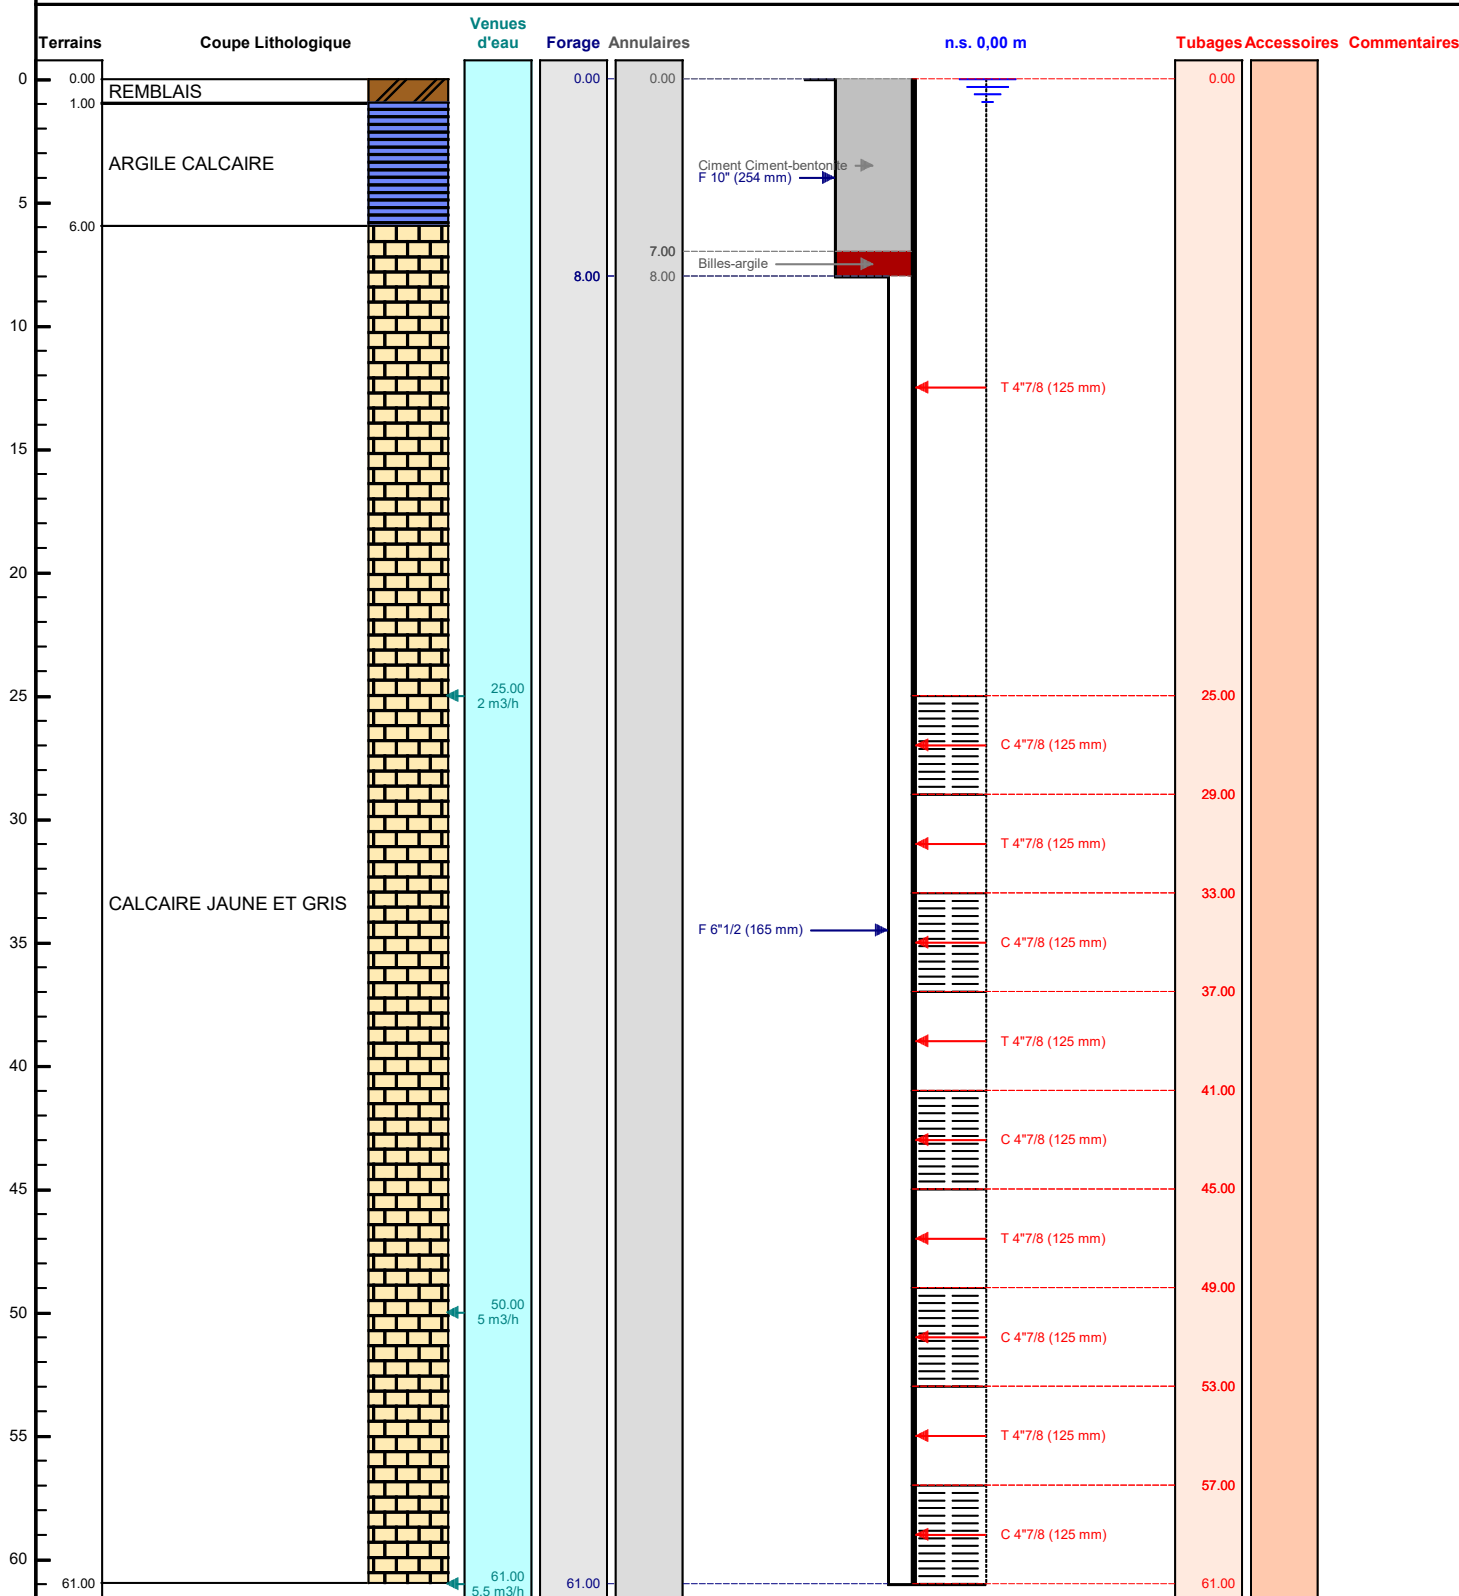 Venues
Terrains Coupe Lithologique d'eau Forage Annulaires n.s. 0,00 m Tubages Accessoires Commentaires
0 0.00 0.00 0.00 0.00
REMBLAIS
1.00
ARGILE CALCAIRE Ciment Ciment-bentonite
F 10" (254 mm)
5
6.00
7.00
Billes-argile
8.00 8.00
10
T 4"7/8 (125 mm)
15
20
25 25.00 25.00
2 m3/h
C 4"7/8 (125 mm)
29.00
30
T 4"7/8 (125 mm)
33.00
CALCAIRE JAUNE ET GRIS
F 6"1/2 (165 mm)
35 C 4"7/8 (125 mm)
37.00
T 4"7/8 (125 mm)
40
41.00
C 4"7/8 (125 mm)
45 45.00
T 4"7/8 (125 mm)
49.00
50 50.00
5 m3/h
C 4"7/8 (125 mm)
53.00
55 T 4"7/8 (125 mm)
57.00
C 4"7/8 (125 mm)
60
61.00 61.00 61.00 61.00
5.5 m3/h